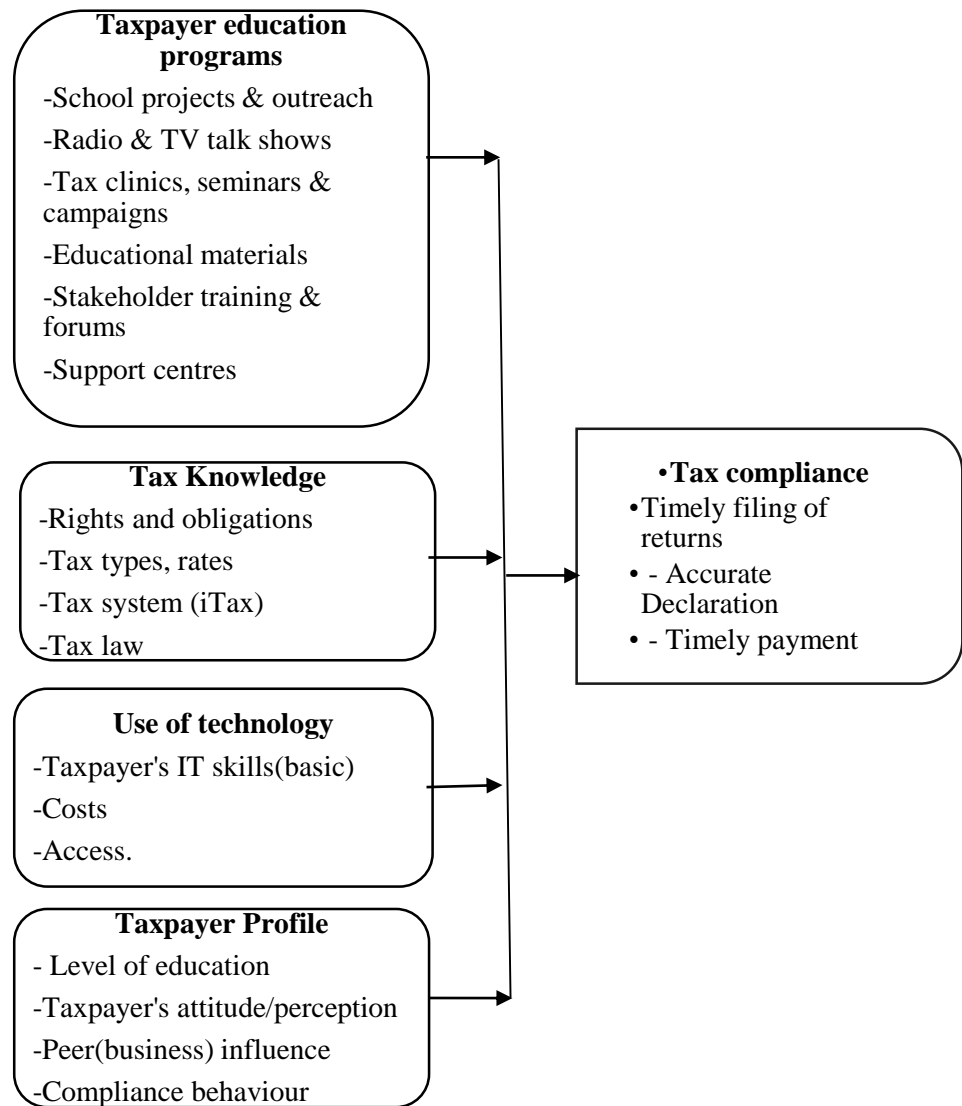 Taxpayer education
programs
-School projects & outreach
-Radio & TV talk shows
-Tax clinics, seminars &
campaigns
-Educational materials
-Stakeholder training &
forums
-Support centres
Tax Knowledge
-Rights and obligations
-Tax types, rates
-Tax system (iTax)
-Tax law
Use of technology
-Taxpayer's IT skills(basic)
-Costs
-Access.
Taxpayer Profile
- Level of education
-Taxpayer's attitude/perception
-Peer(business) influence
-Compliance behaviour
•Tax compliance
•Timely filing of
returns
• - Accurate
Declaration
• - Timely payment